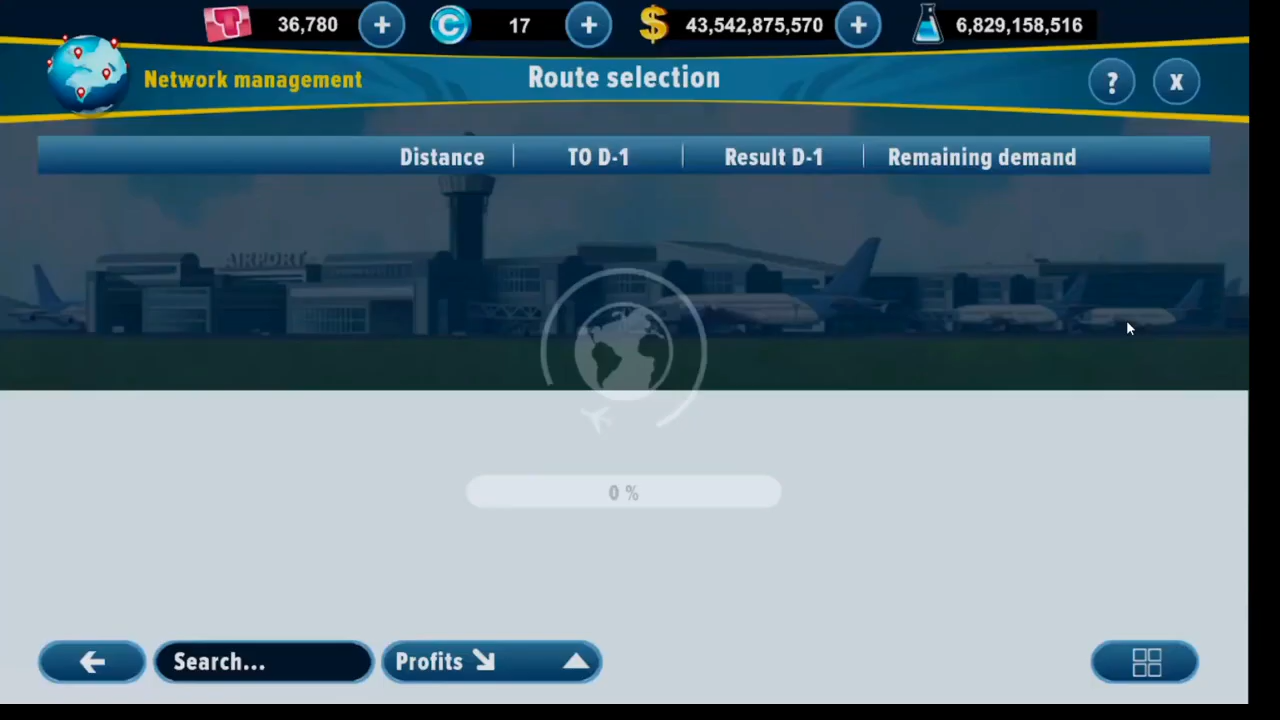 36,780 + C 17 + $ 43,542,875,570 + 6,829,158,516
Network management
Route selection
? X
Distance TO D-1 Result D-1 Remaining demand
AIRPORT
0 %
Search... Profits